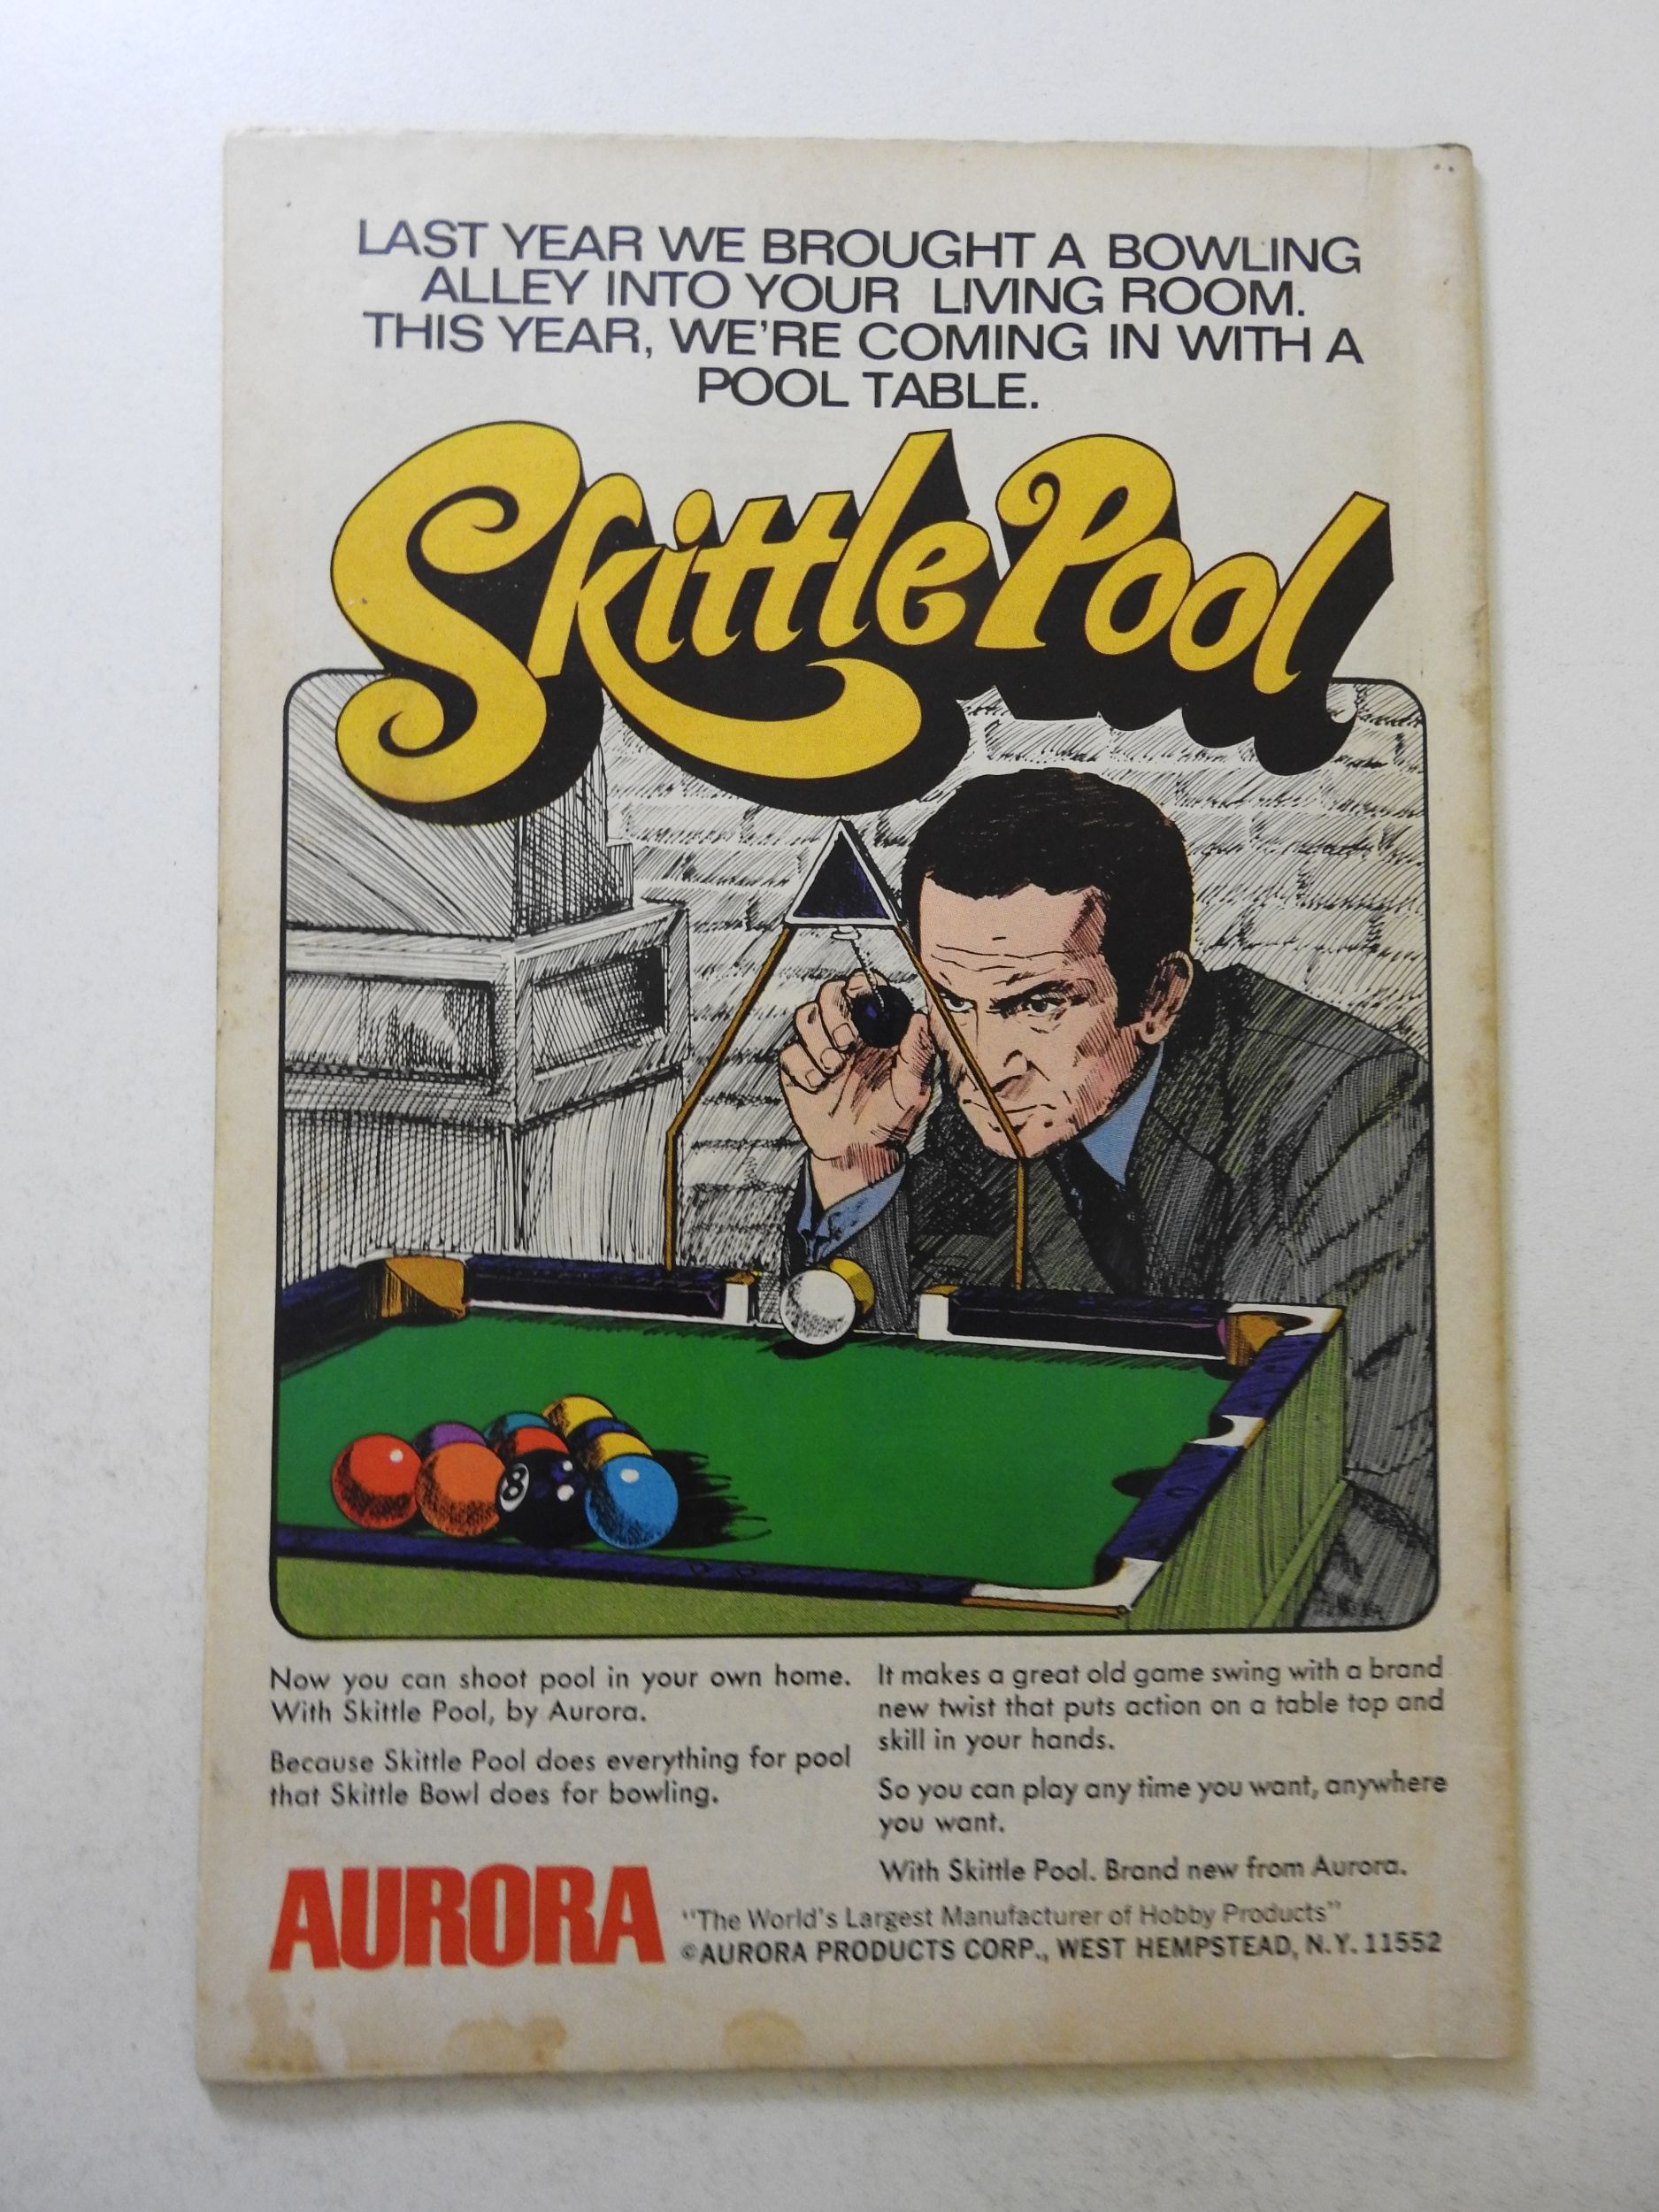 LAST YEAR WE BROUGHT A BOWLING
ALLEY INTO YOUR LIVING ROOM.
THIS YEAR, WE'RE COMING IN WITH A
POOL TABLE.
Skittle Pool
8
Now you can shoot pool in your own home.
With Skittle Pool, by Aurora.
Because Skittle Pool does everything for pool
that Skittle Bowl does for bowling.
It makes a great old game swing with a brand
new twist that puts action on a table top and
skill in your hands.
So you can play any time you want, anywhere
you want.
With Skittle Pool. Brand new from Aurora.
AURORA
"The World's Largest Manufacturer of Hobby Products"
©AURORA PRODUCTS CORP., WEST HEMPSTEAD, N.Y. 11552